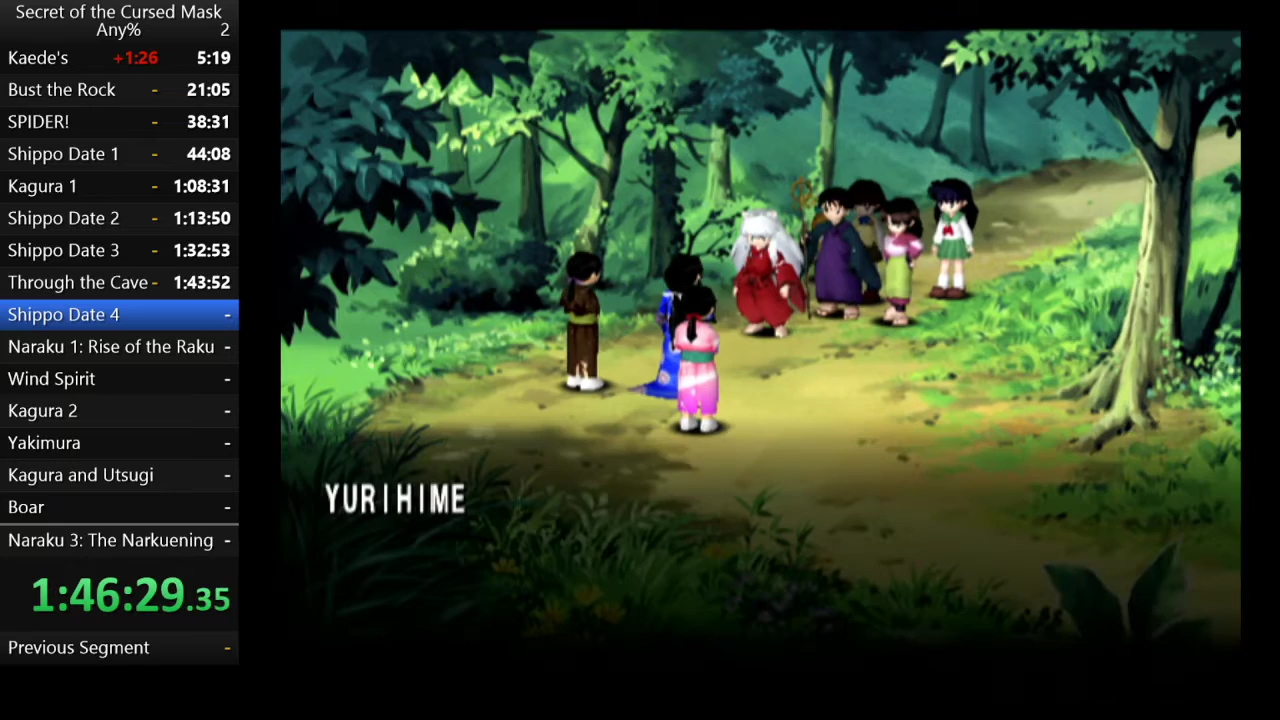 Secret of the Cursed Mask
Any% 2
Kaede's +1:26 5:19
Bust the Rock - 21:05
SPIDER! - 38:31
Shippo Date 1 - 44:08
Kagura 1 - 1:08:31
Shippo Date 2 - 1:13:50
Shippo Date 3 - 1:32:53
Through the Cave - 1:43:52
Shippo Date 4 -
Naraku 1: Rise of the Raku -
Wind Spirit -
Kagura 2 -
Yakimura -
Kagura and Utsugi -
Boar -
Naraku 3: The Narkuening -
1:46:29.35
Previous Segment -
YURIHIME